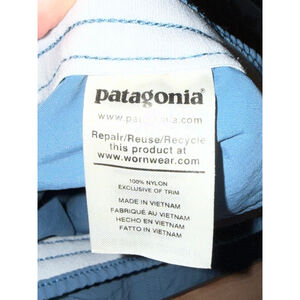 patagonia®
www.patagonia.com
Repair/Reuse/Recycle
this product at
www.wornwear.com
100% NYLON
EXCLUSIVE OF TRIM
MADE IN VIETNAM
FABRIQUÉ AU VIETNAM
HECHO EN VIETNAM
FATTO IN VIETNAM